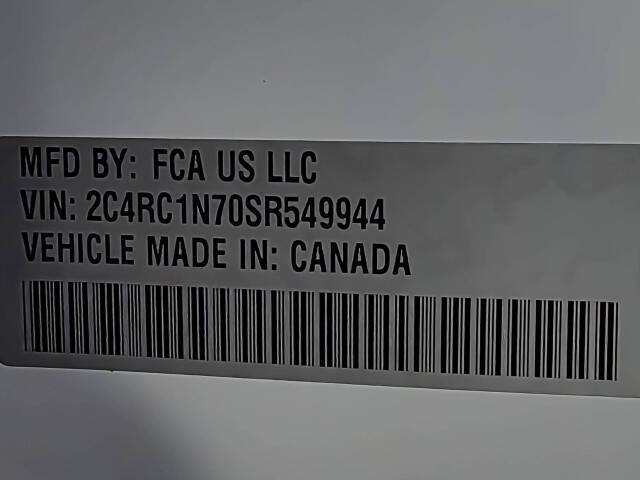 MFD BY: FCA US LLC
VIN: 2C4RC1N70SR549944
VEHICLE MADE IN: CANADA